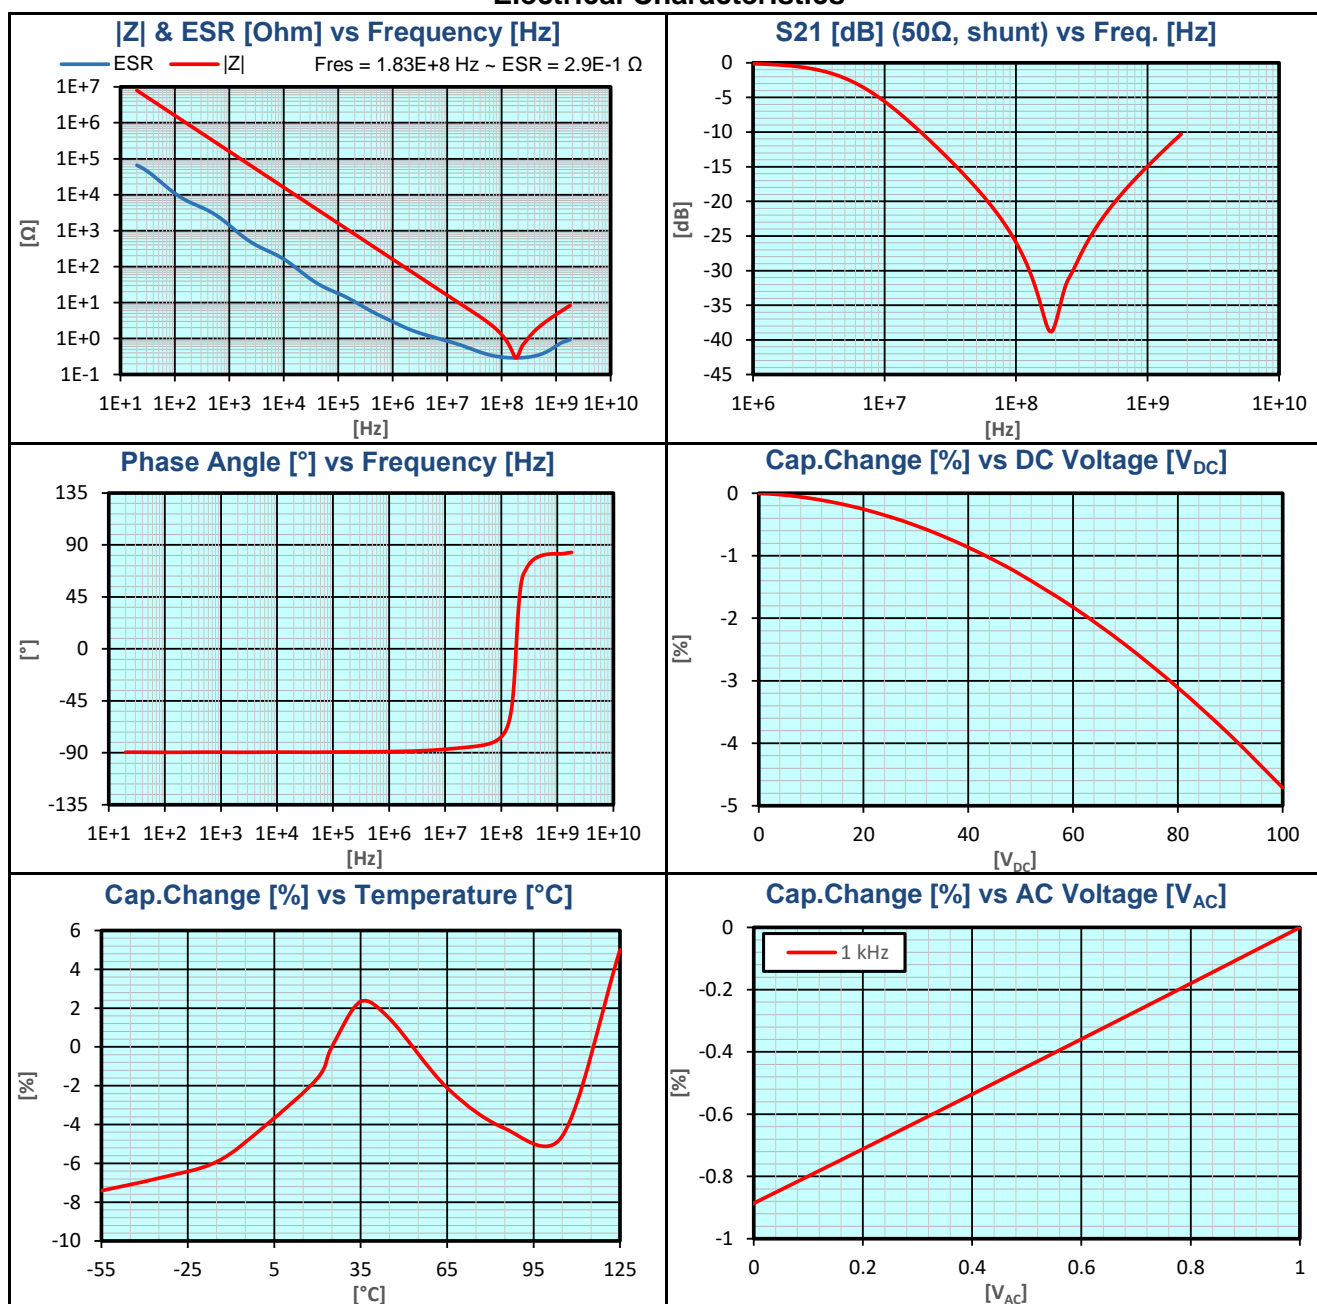 Electrical Characteristics
|Z| & ESR [Ohm] vs Frequency [Hz]
ESR |Z| Fres = 1.83E+8 Hz ~ ESR = 2.9E-1 Ω
1E+7
1E+6
1E+5
1E+4
1E+3
1E+2
1E+1
1E+0
1E-1
[Ω]
1E+1 1E+2 1E+3 1E+4 1E+5 1E+6 1E+7 1E+8 1E+9 1E+10
[Hz]
S21 [dB] (50Ω, shunt) vs Freq. [Hz]
0
-5
-10
-15
-20
-25
-30
-35
-40
-45
[dB]
1E+6 1E+7 1E+8 1E+9 1E+10
[Hz]
Phase Angle [°] vs Frequency [Hz]
135
90
45
0
-45
-90
-135
[°]
1E+1 1E+2 1E+3 1E+4 1E+5 1E+6 1E+7 1E+8 1E+9 1E+10
[Hz]
Cap.Change [%] vs DC Voltage [VDC]
0
-1
-2
-3
-4
-5
[%]
0 20 40 60 80 100
[VDC]
Cap.Change [%] vs Temperature [°C]
6
4
2
0
-2
-4
-6
-8
-10
[%]
-55 -25 5 35 65 95 125
[°C]
Cap.Change [%] vs AC Voltage [VAC]
1 kHz
0
-0.2
-0.4
-0.6
-0.8
-1
[%]
0 0.2 0.4 0.6 0.8 1
[VAC]